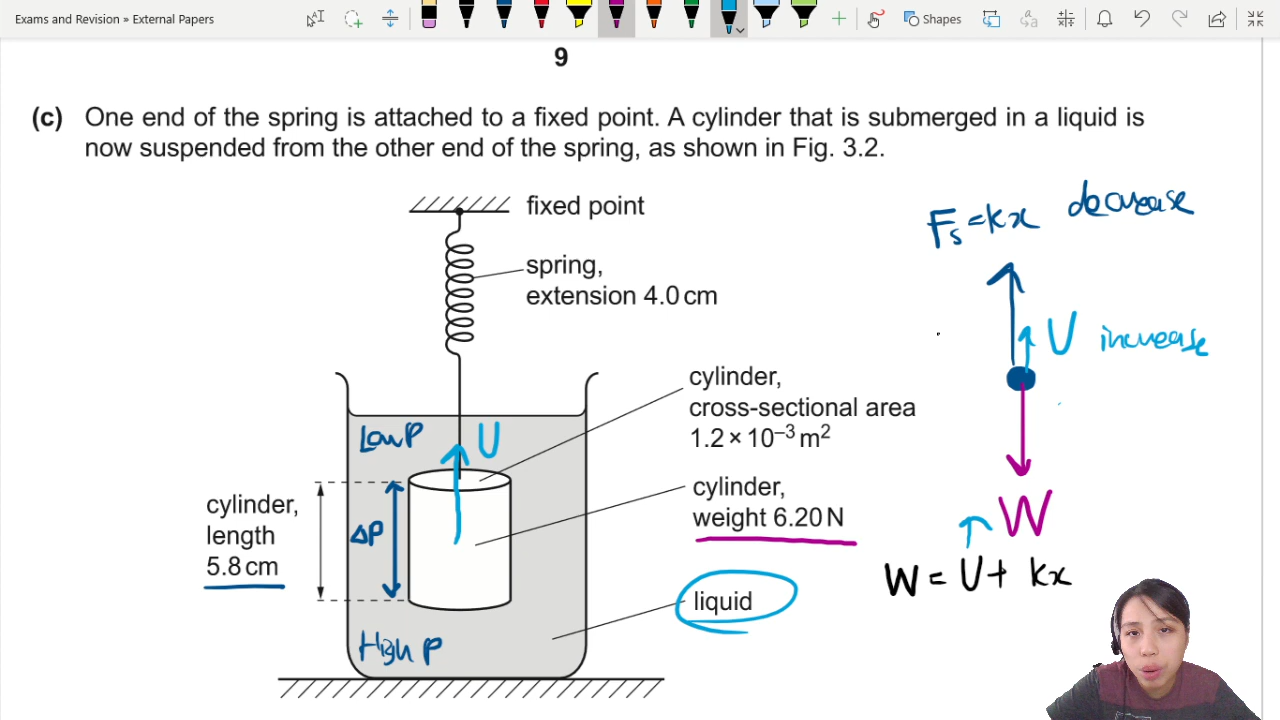 Exams and Revision » External Papers
Shapes
9
(c) One end of the spring is attached to a fixed point. A cylinder that is submerged in a liquid is
now suspended from the other end of the spring, as shown in Fig. 3.2.
fixed point
spring,
extension 4.0 cm
cylinder,
cross-sectional area
1.2 × 10⁻³ m²
cylinder,
weight 6.20 N
liquid
cylinder,
length
5.8 cm
Low P
U
ΔP
High P
Fs = kx decrease
U increase
W
W = U + kx